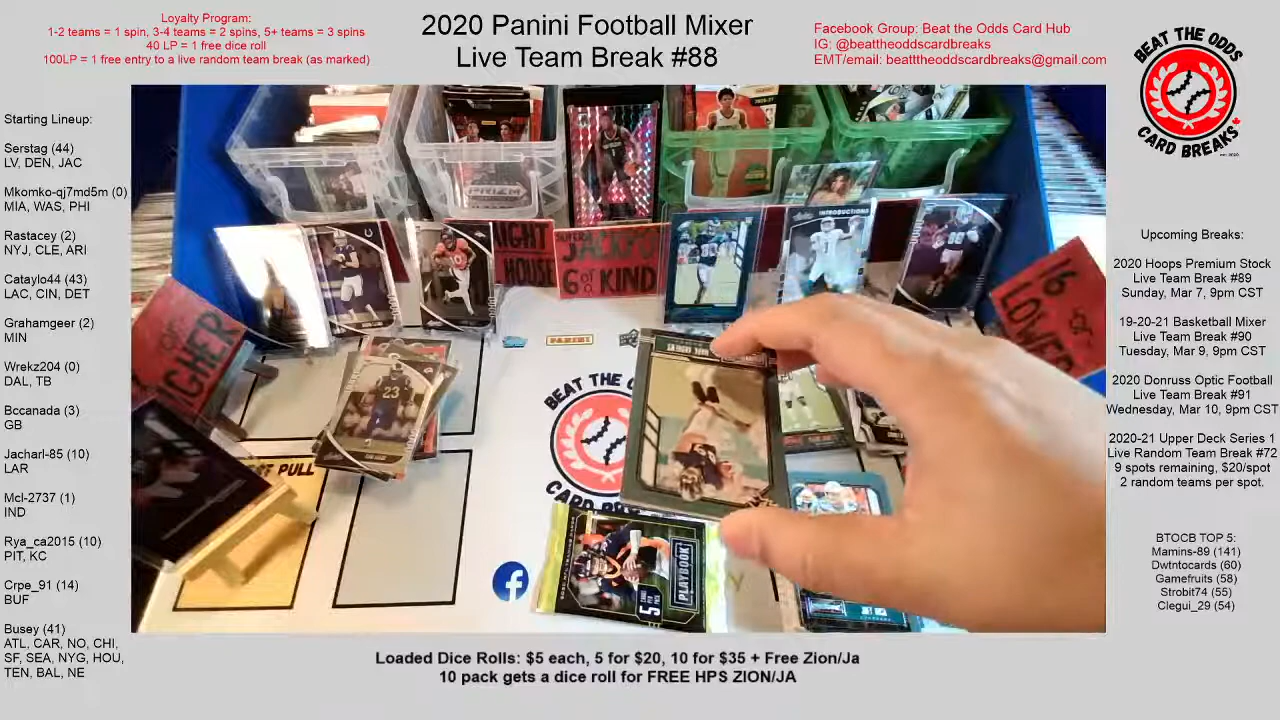 Loyalty Program:
1-2 teams = 1 spin, 3-4 teams = 2 spins, 5+ teams = 3 spins
40 LP = 1 free dice roll
100LP = 1 free entry to a live random team break (as marked)
2020 Panini Football Mixer
Live Team Break #88
Facebook Group: Beat the Odds Card Hub
IG: @beattheoddscardbreaks
EMT/email: beatttheoddscardbreaks@gmail.com
BEAT THE ODDS
CARD BREAKS
Starting Lineup:
Serstag (44)
LV, DEN, JAC
Mkomko-qj7md5m (0)
MIA, WAS, PHI
Rastacey (2)
NYJ, CLE, ARI
Cataylo44 (43)
LAC, CIN, DET
Grahamgeer (2)
MIN
Wrekz204 (0)
DAL, TB
Bccanada (3)
GB
Jacharl-85 (10)
LAR
Mcl-2737 (1)
IND
Rya_ca2015 (10)
PIT, KC
Crpe_91 (14)
BUF
Busey (41)
ATL, CAR, NO, CHI,
SF, SEA, NYG, HOU,
TEN, BAL, NE
PRIZM
INTRODUCTIONS
IGHT
HOUSE
JACKPO
6 of KIND
HIGHER
16
LOWER
PANINI
BEAT THE
CARD BRE
PULL
23
5
PLAYBOOK
Upcoming Breaks:
2020 Hoops Premium Stock
Live Team Break #89
Sunday, Mar 7, 9pm CST
19-20-21 Basketball Mixer
Live Team Break #90
Tuesday, Mar 9, 9pm CST
2020 Donruss Optic Football
Live Team Break #91
Wednesday, Mar 10, 9pm CST
2020-21 Upper Deck Series 1
Live Random Team Break #72
9 spots remaining, $20/spot
2 random teams per spot.
BTOCB TOP 5:
Mamins-89 (141)
Dwtntocards (60)
Gamefruits (58)
Strobit74 (55)
Clegui_29 (54)
Loaded Dice Rolls: $5 each, 5 for $20, 10 for $35 + Free Zion/Ja
10 pack gets a dice roll for FREE HPS ZION/JA